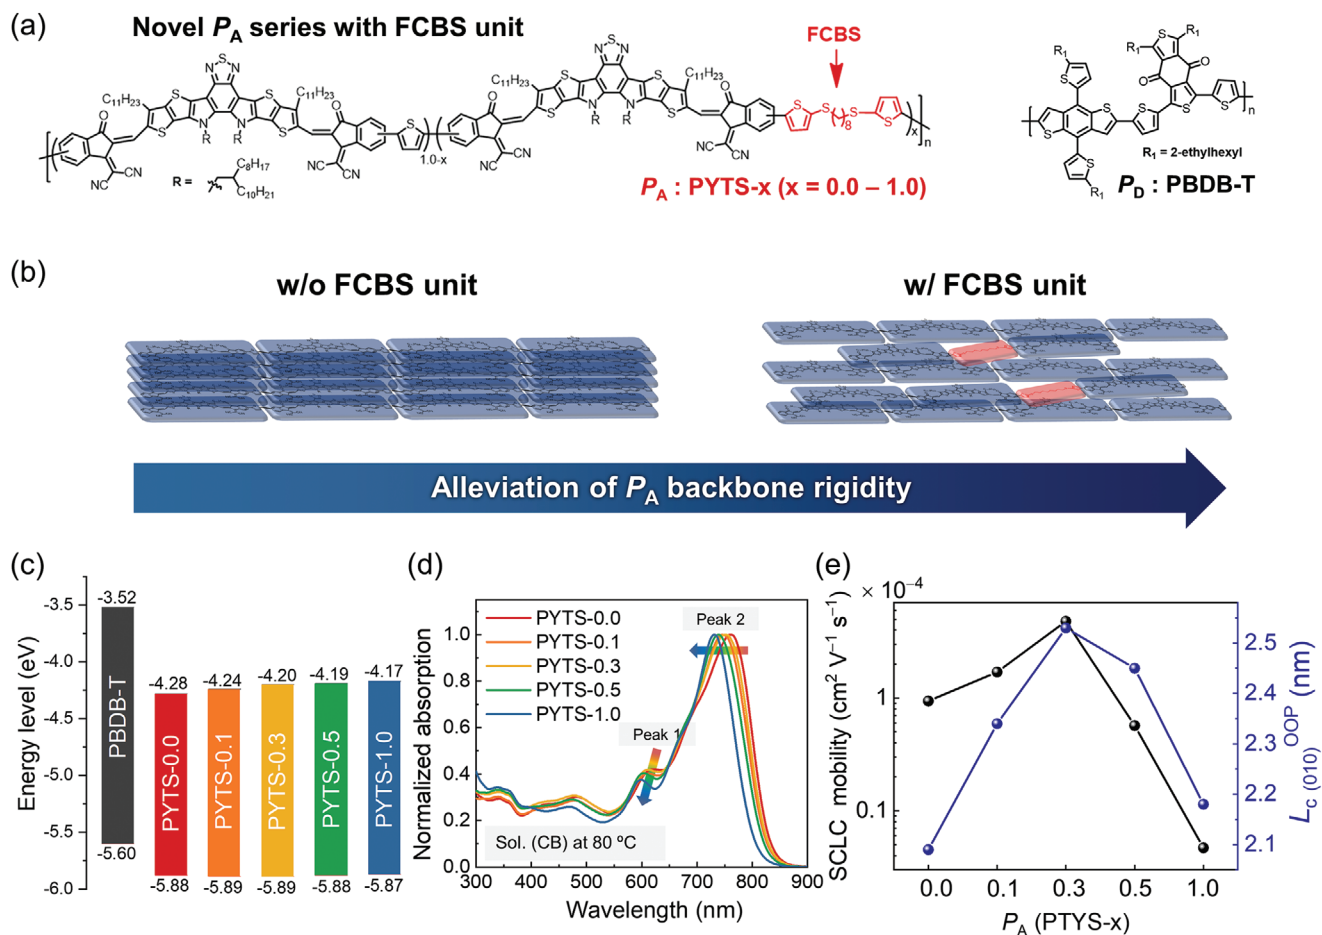 (a)
Novel PA series with FCBS unit
FCBS
S
N N
S
N N
C11H23
C11H23
C11H23
C11H23
S S S S
S S S S
O
O
O
O
N N
N N
R R
R R
S
S
S
S
S
8
1.0-x
x
n
NC CN
NC CN
NC CN
NC CN
R =
C8H17
C10H21
PA : PYTS-x (x = 0.0 – 1.0)
R1
R1
R1
R1
S
O
O
S
S
S
S
S
S
S
n
R1 = 2-ethylhexyl
PD : PBDB-T
(b)
w/o FCBS unit
w/ FCBS unit
Alleviation of PA backbone rigidity
(c)
Energy level (eV)
-3.5
-4.0
-4.5
-5.0
-5.5
-6.0
-3.52
PBDB-T
-5.60
-4.28
PYTS-0.0
-5.88
-4.24
PYTS-0.1
-5.89
-4.20
PYTS-0.3
-5.89
-4.19
PYTS-0.5
-5.88
-4.17
PYTS-1.0
-5.87
(d)
Normalized absorption
1.0
0.8
0.6
0.4
0.2
0.0
PYTS-0.0
PYTS-0.1
PYTS-0.3
PYTS-0.5
PYTS-1.0
Peak 2
Peak 1
Sol. (CB) at 80 ºC
300 400 500 600 700 800 900
Wavelength (nm)
(e)
× 10−4
SCLC mobility (cm2 V−1 s−1)
1
0.1
2.5
2.4
2.3
2.2
2.1
Lc (010)OOP (nm)
0.0 0.1 0.3 0.5 1.0
PA (PTYS-x)